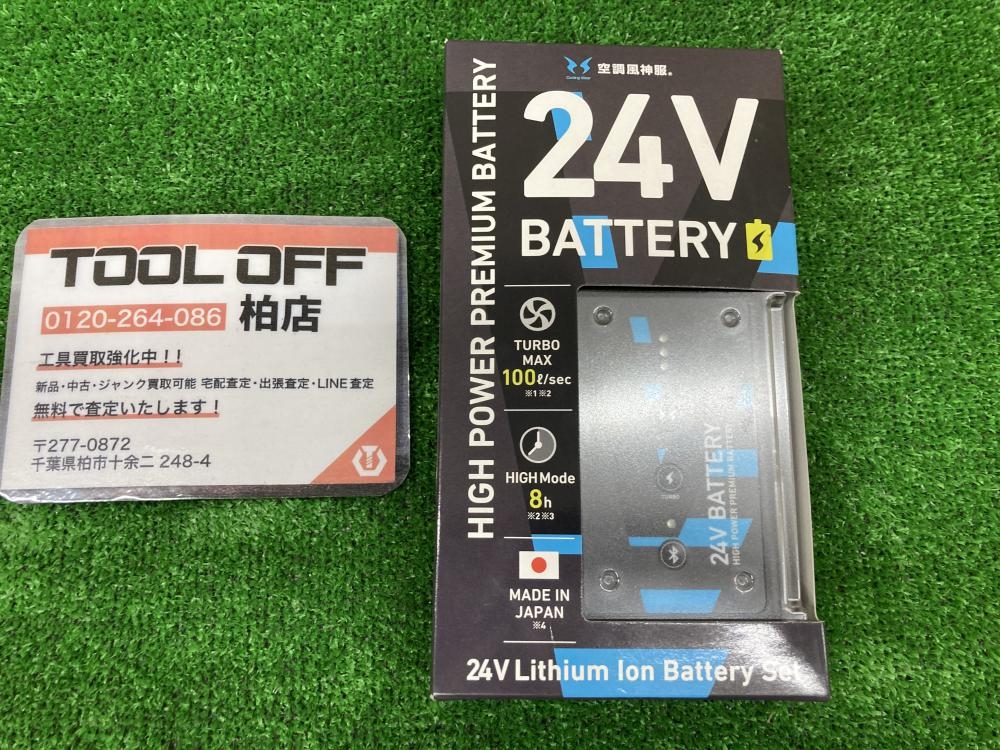 TOOL OFF
0120-264-086 柏店
工具買取強化中!!
新品・中古・ジャンク買取可能 宅配査定・出張査定・LINE査定
無料で査定いたします!
〒277-0872
千葉県柏市十余二 248-4
HIGH POWER PREMIUM BATTERY
空調風神服®
Cooling Wear
24V
BATTERY
TURBO
MAX
100ℓ/sec
※1※2
HIGH Mode
8h
※2※3
MADE IN
JAPAN
※4
TURBO
24V BATTERY
HIGH POWER PREMIUM BATTERY
24V Lithium Ion Battery Set